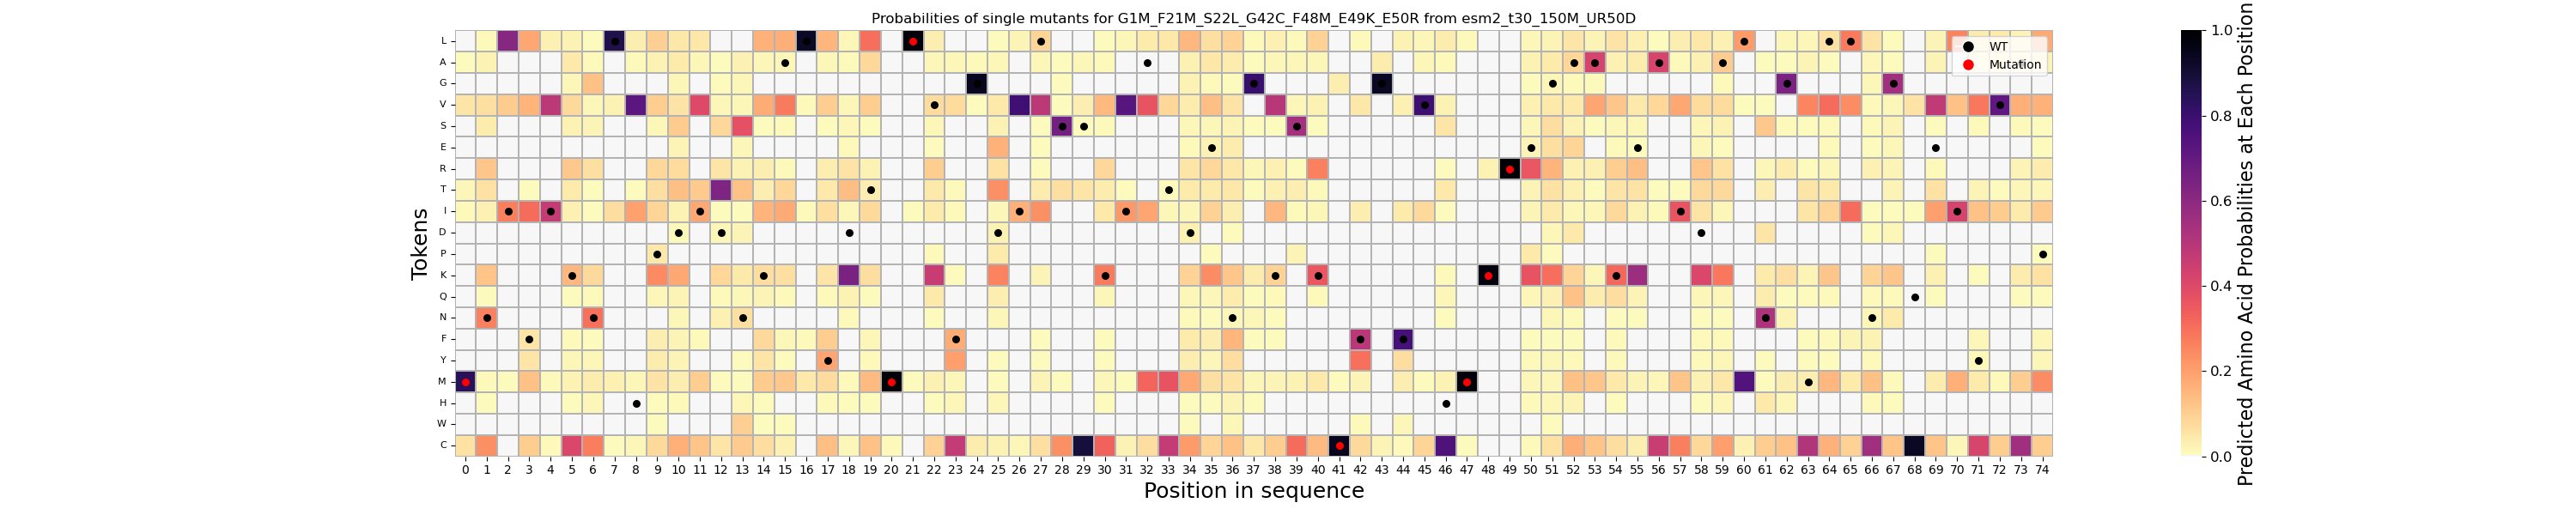 Probabilities of single mutants for G1M_F21M_S22L_G42C_F48M_E49K_E50R from esm2_t30_150M_UR50D
L
A
G
V
S
E
R
T
I
D
P
K
Q
N
F
Y
M
H
W
C
Tokens
0 1 2 3 4 5 6 7 8 9 10 11 12 13 14 15 16 17 18 19 20 21 22 23 24 25 26 27 28 29 30 31 32 33 34 35 36 37 38 39 40 41 42 43 44 45 46 47 48 49 50 51 52 53 54 55 56 57 58 59 60 61 62 63 64 65 66 67 68 69 70 71 72 73 74
Position in sequence
WT
Mutation
1.0
0.8
0.6
0.4
0.2
0.0
Predicted Amino Acid Probabilities at Each Position